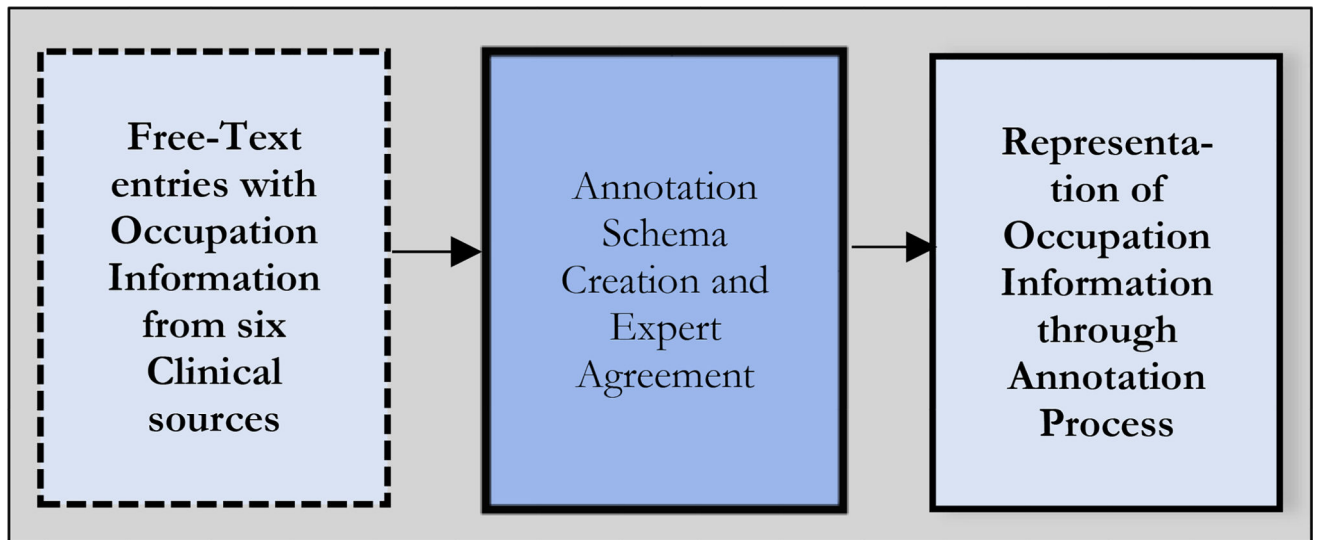 Free-Text
entries with
Occupation
Information
from six
Clinical
sources
Annotation
Schema
Creation and
Expert
Agreement
Representa-
tion of
Occupation
Information
through
Annotation
Process